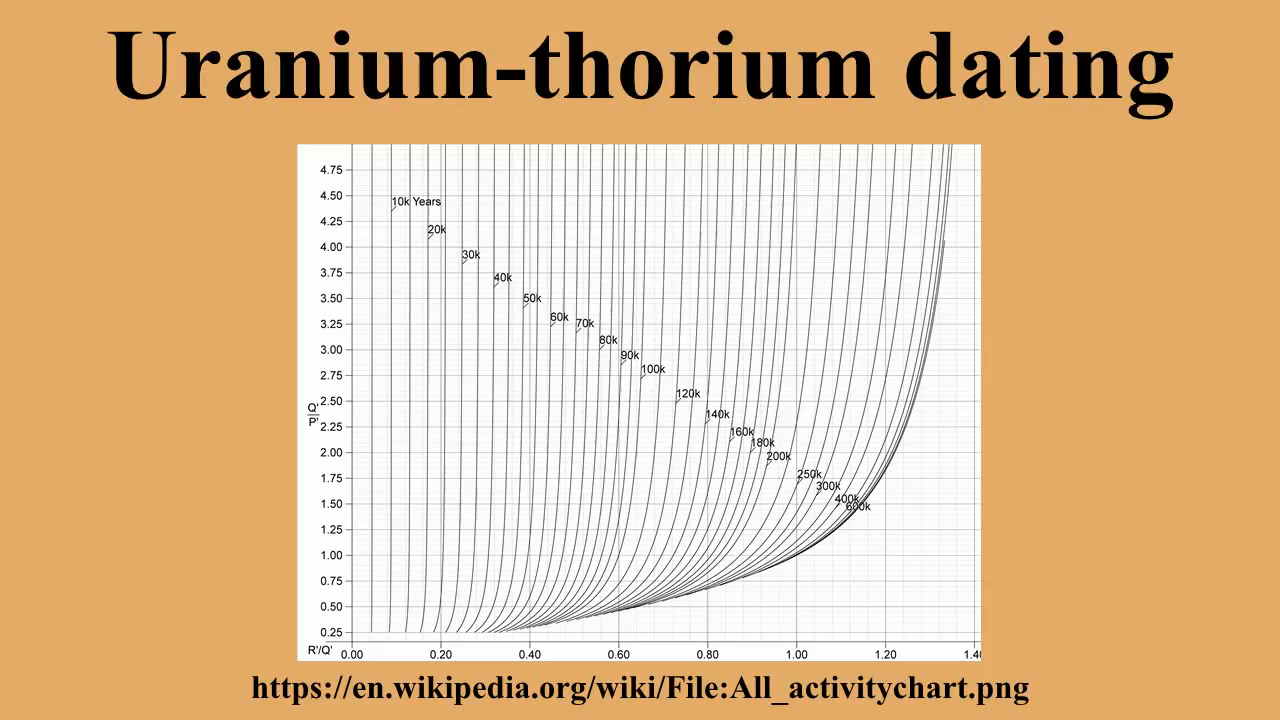 Uranium-thorium dating
4.75
4.50
10k Years
4.25
20k
4.00
30k
3.75
40k
3.50
50k
60k
3.25
70k
80k
3.00
90k
2.75
100k
120k
2.50
Q'
P'
140k
2.25
160k
180k
2.00
200k
1.75
250k
300k
400k
1.50
600k
1.25
1.00
0.75
0.50
0.25
R'/Q'
0.00 0.20 0.40 0.60 0.80 1.00 1.20 1.40
https://en.wikipedia.org/wiki/File:All_activitychart.png